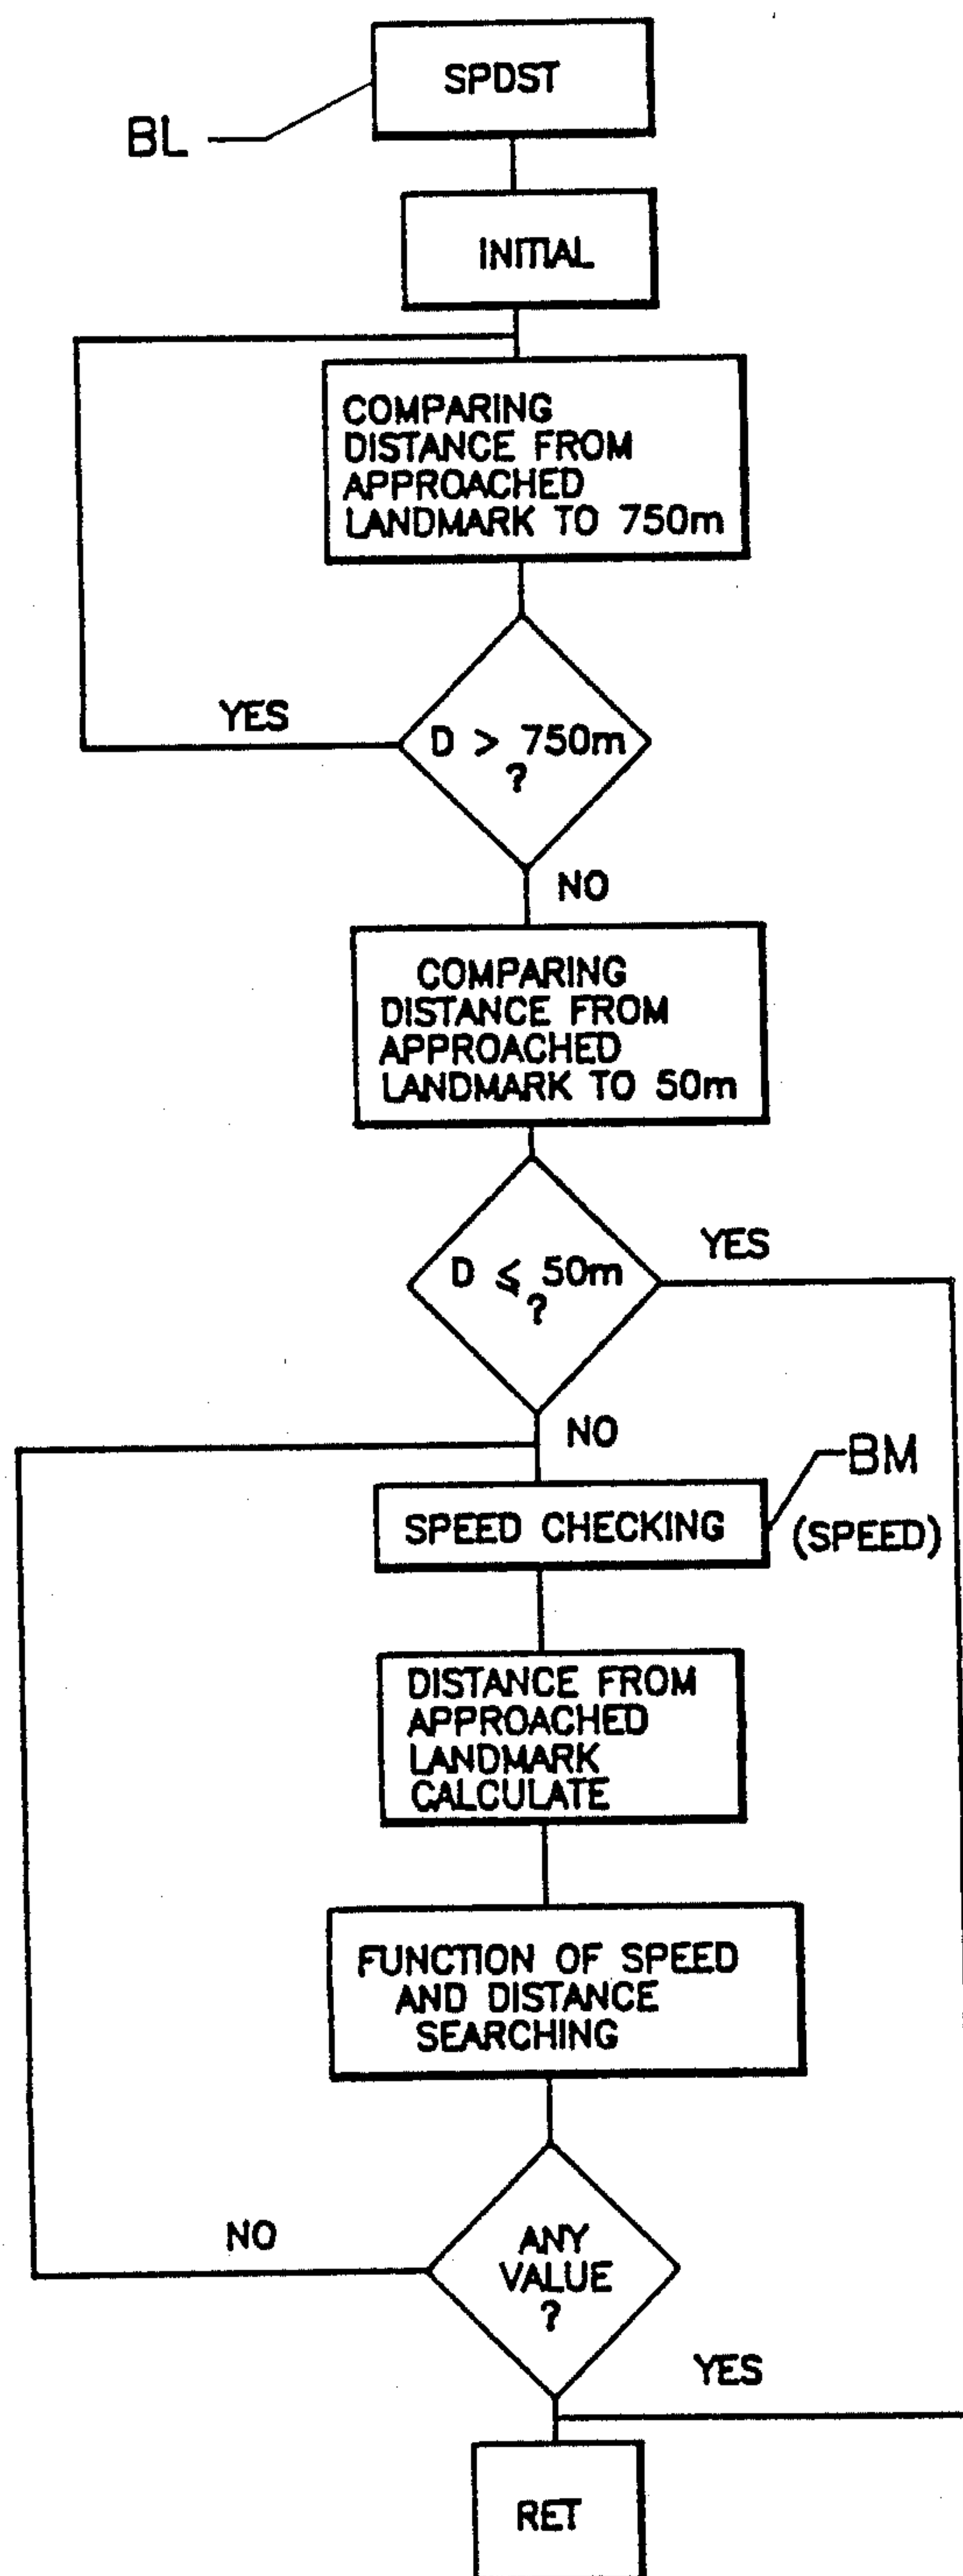 SPDST
BL
INITIAL
COMPARING
DISTANCE FROM
APPROACHED
LANDMARK TO 750m
YES
D > 750m
?
NO
COMPARING
DISTANCE FROM
APPROACHED
LANDMARK TO 50m
YES
D ≤ 50m
?
NO
BM
SPEED CHECKING
(SPEED)
DISTANCE FROM
APPROACHED
LANDMARK
CALCULATE
FUNCTION OF SPEED
AND DISTANCE
SEARCHING
NO
ANY
VALUE
?
YES
RET